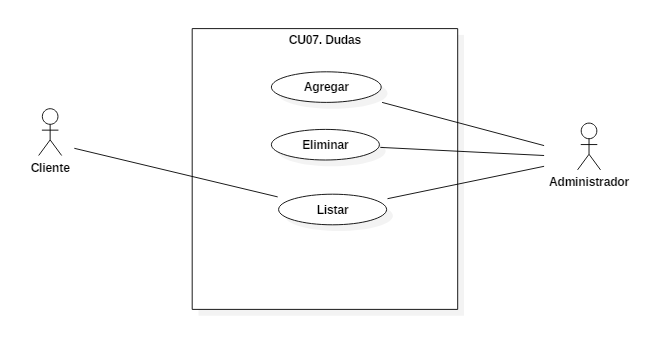 CU07. Dudas
Agregar
Eliminar
Cliente
Administrador
Listar